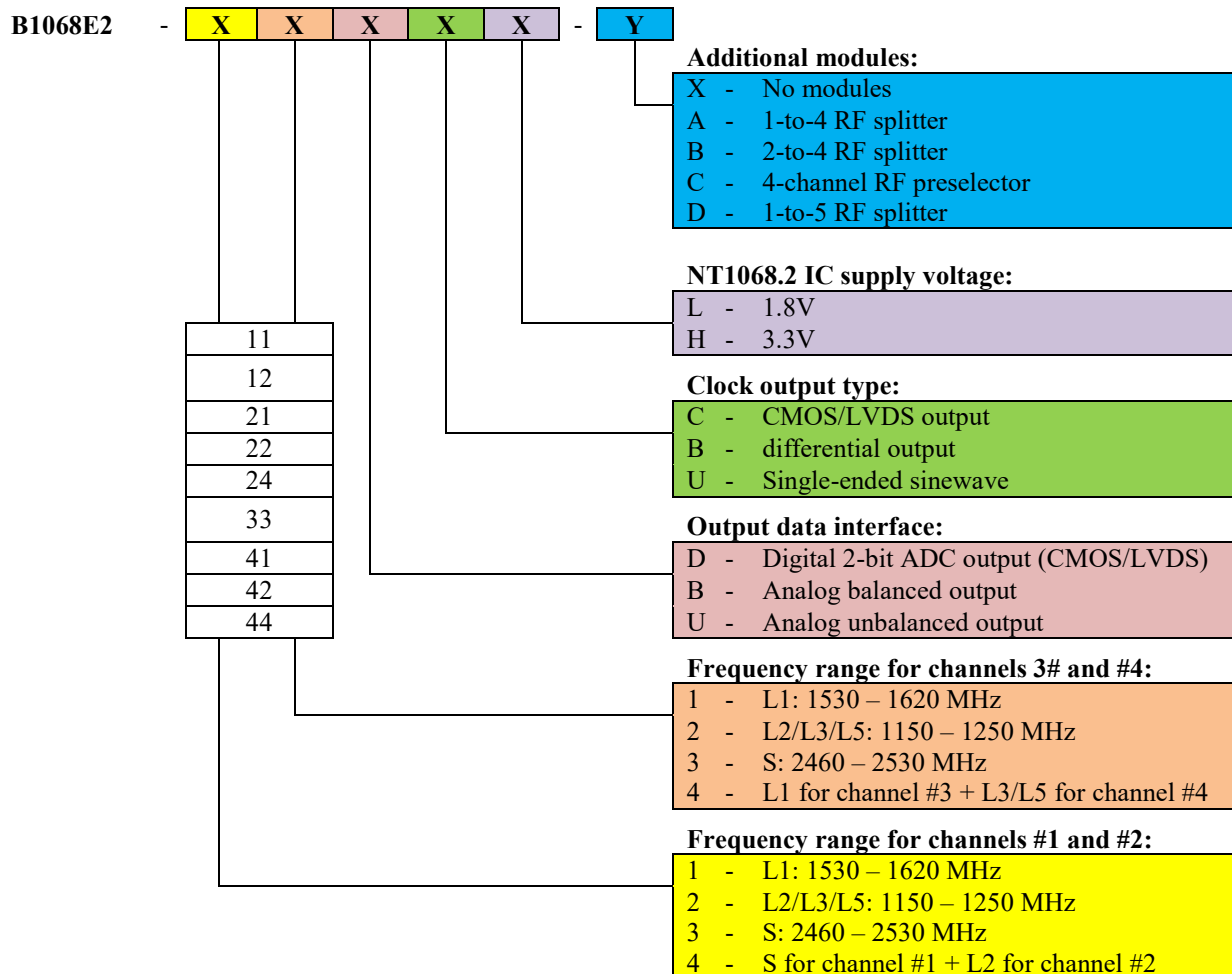 B1068E2 - X X X X X - Y
Additional modules:
X - No modules
A - 1-to-4 RF splitter
B - 2-to-4 RF splitter
C - 4-channel RF preselector
D - 1-to-5 RF splitter
NT1068.2 IC supply voltage:
L - 1.8V
H - 3.3V
11
12
21
22
24
33
41
42
44
Clock output type:
C - CMOS/LVDS output
B - differential output
U - Single-ended sinewave
Output data interface:
D - Digital 2-bit ADC output (CMOS/LVDS)
B - Analog balanced output
U - Analog unbalanced output
Frequency range for channels 3# and #4:
1 - L1: 1530 – 1620 MHz
2 - L2/L3/L5: 1150 – 1250 MHz
3 - S: 2460 – 2530 MHz
4 - L1 for channel #3 + L3/L5 for channel #4
Frequency range for channels #1 and #2:
1 - L1: 1530 – 1620 MHz
2 - L2/L3/L5: 1150 – 1250 MHz
3 - S: 2460 – 2530 MHz
4 - S for channel #1 + L2 for channel #2